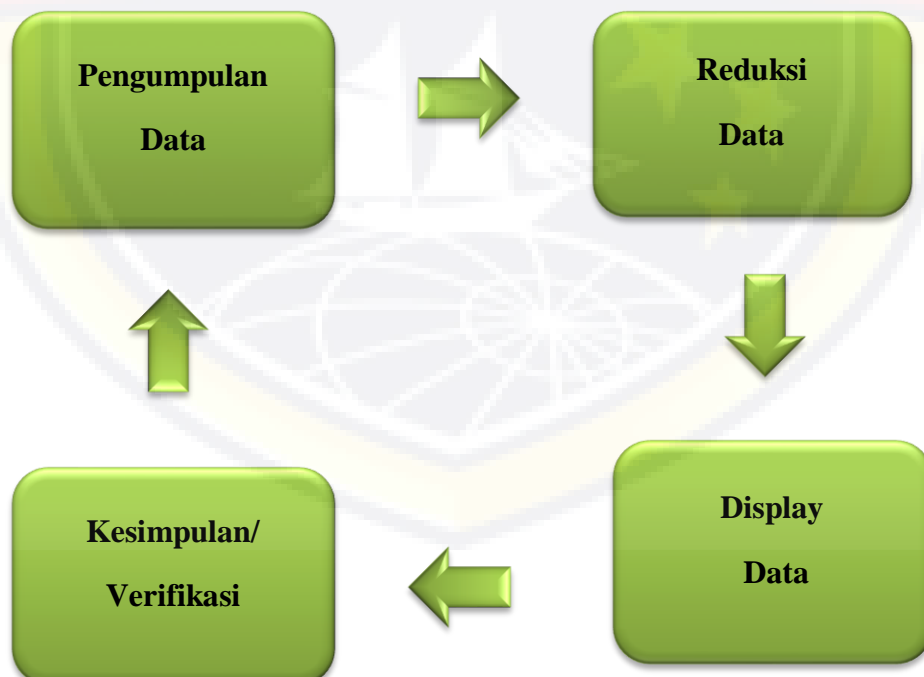 Pengumpulan
Data
Reduksi
Data
Display
Data
Kesimpulan/
Verifikasi